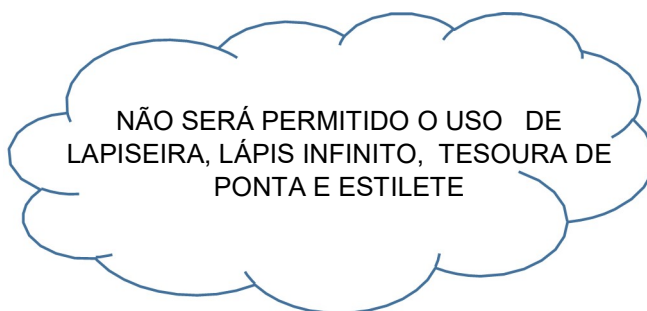 NÃO SERÁ PERMITIDO O USO   DE
LAPISEIRA, LÁPIS INFINITO,  TESOURA DE
PONTA E ESTILETE